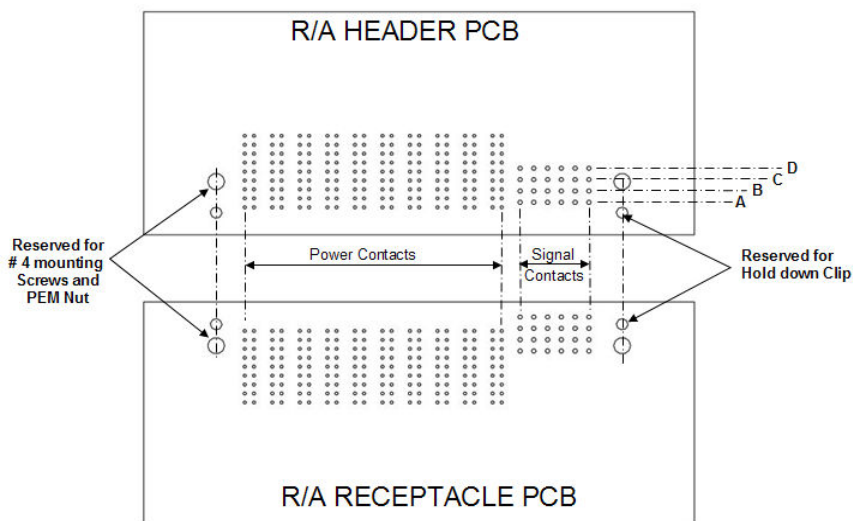 R/A HEADER PCB
D
C
B
A
Reserved for
# 4 mounting
Screws and
PEM Nut
Power Contacts
Signal
Contacts
Reserved for
Hold down Clip
R/A RECEPTACLE PCB